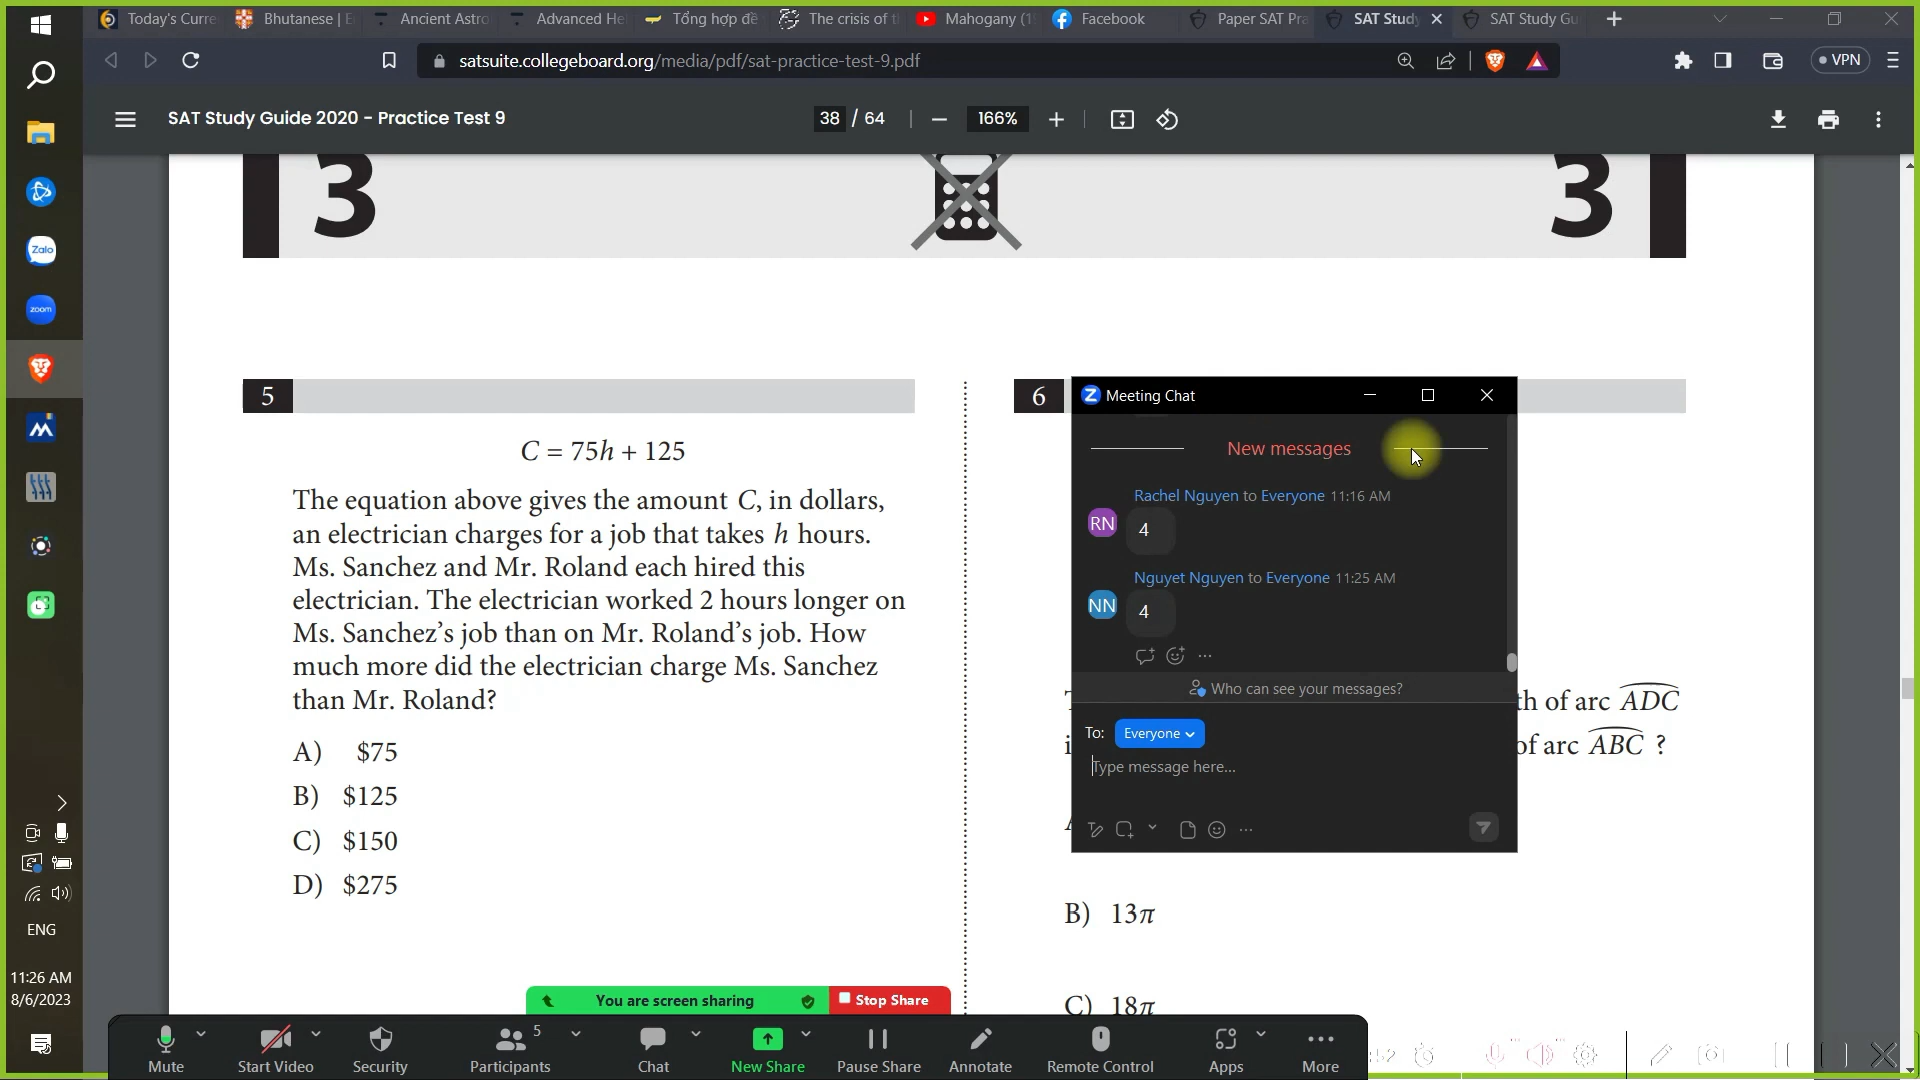 Today's Curre
Bhutanese | E
Ancient Astro
Advanced He
Tổng hợp đề
The crisis of t
Mahogany (1
Facebook
Paper SAT Pra
SAT Study
SAT Study Gu
satsuite.collegeboard.org/media/pdf/sat-practice-test-9.pdf
VPN
SAT Study Guide 2020 - Practice Test 9
38 / 64
166%
3
3
5
C = 75h + 125
The equation above gives the amount C, in dollars,
an electrician charges for a job that takes h hours.
Ms. Sanchez and Mr. Roland each hired this
electrician. The electrician worked 2 hours longer on
Ms. Sanchez's job than on Mr. Roland's job. How
much more did the electrician charge Ms. Sanchez
than Mr. Roland?
A) $75
B) $125
C) $150
D) $275
6
th of arc ADC
of arc ABC ?
B) 13π
C) 18π
Meeting Chat
New messages
Rachel Nguyen to Everyone 11:16 AM
RN
4
Nguyet Nguyen to Everyone 11:25 AM
NN
4
Who can see your messages?
To: Everyone
Type message here...
Zalo
zoom
ENG
11:26 AM
8/6/2023
You are screen sharing
Stop Share
Mute
Start Video
Security
Participants
5
Chat
New Share
Pause Share
Annotate
Remote Control
Apps
More